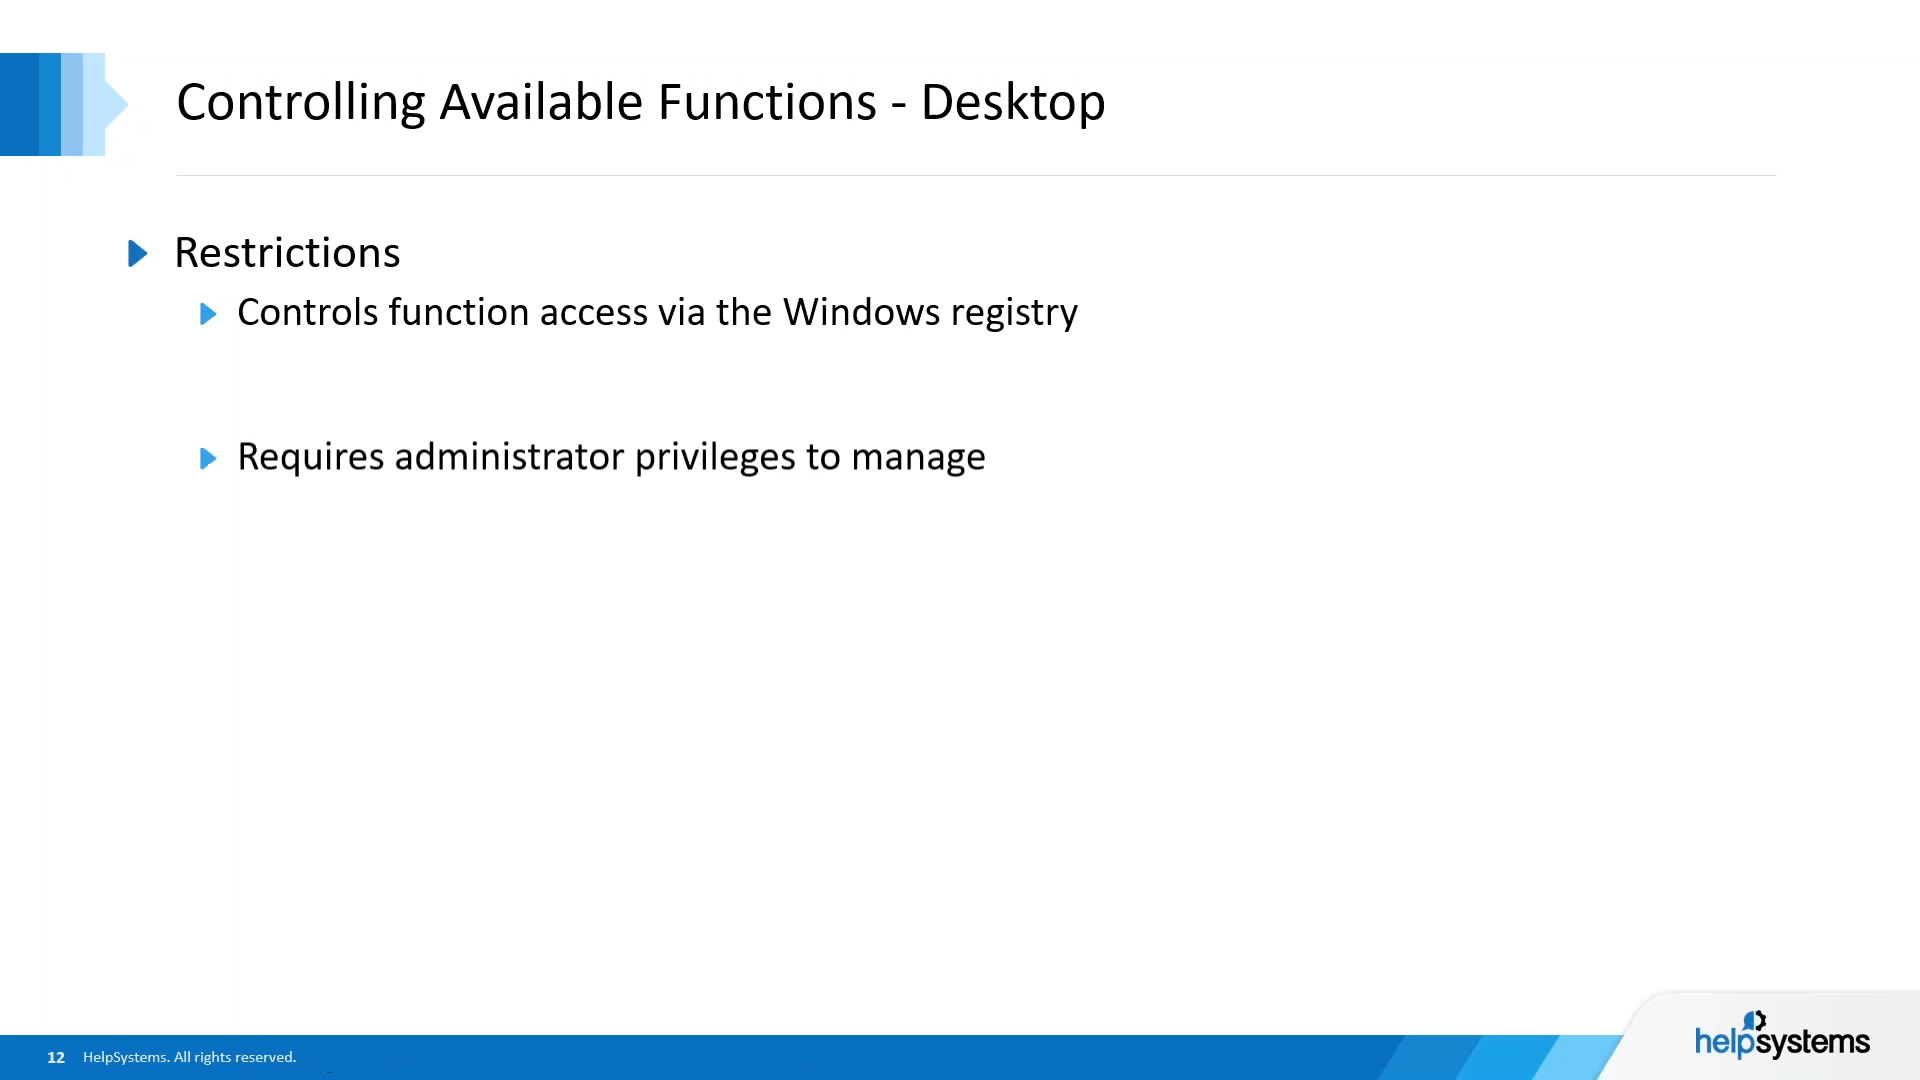 Controlling Available Functions - Desktop
Restrictions
Controls function access via the Windows registry
Requires administrator privileges to manage
12 HelpSystems. All rights reserved.
helpsystems